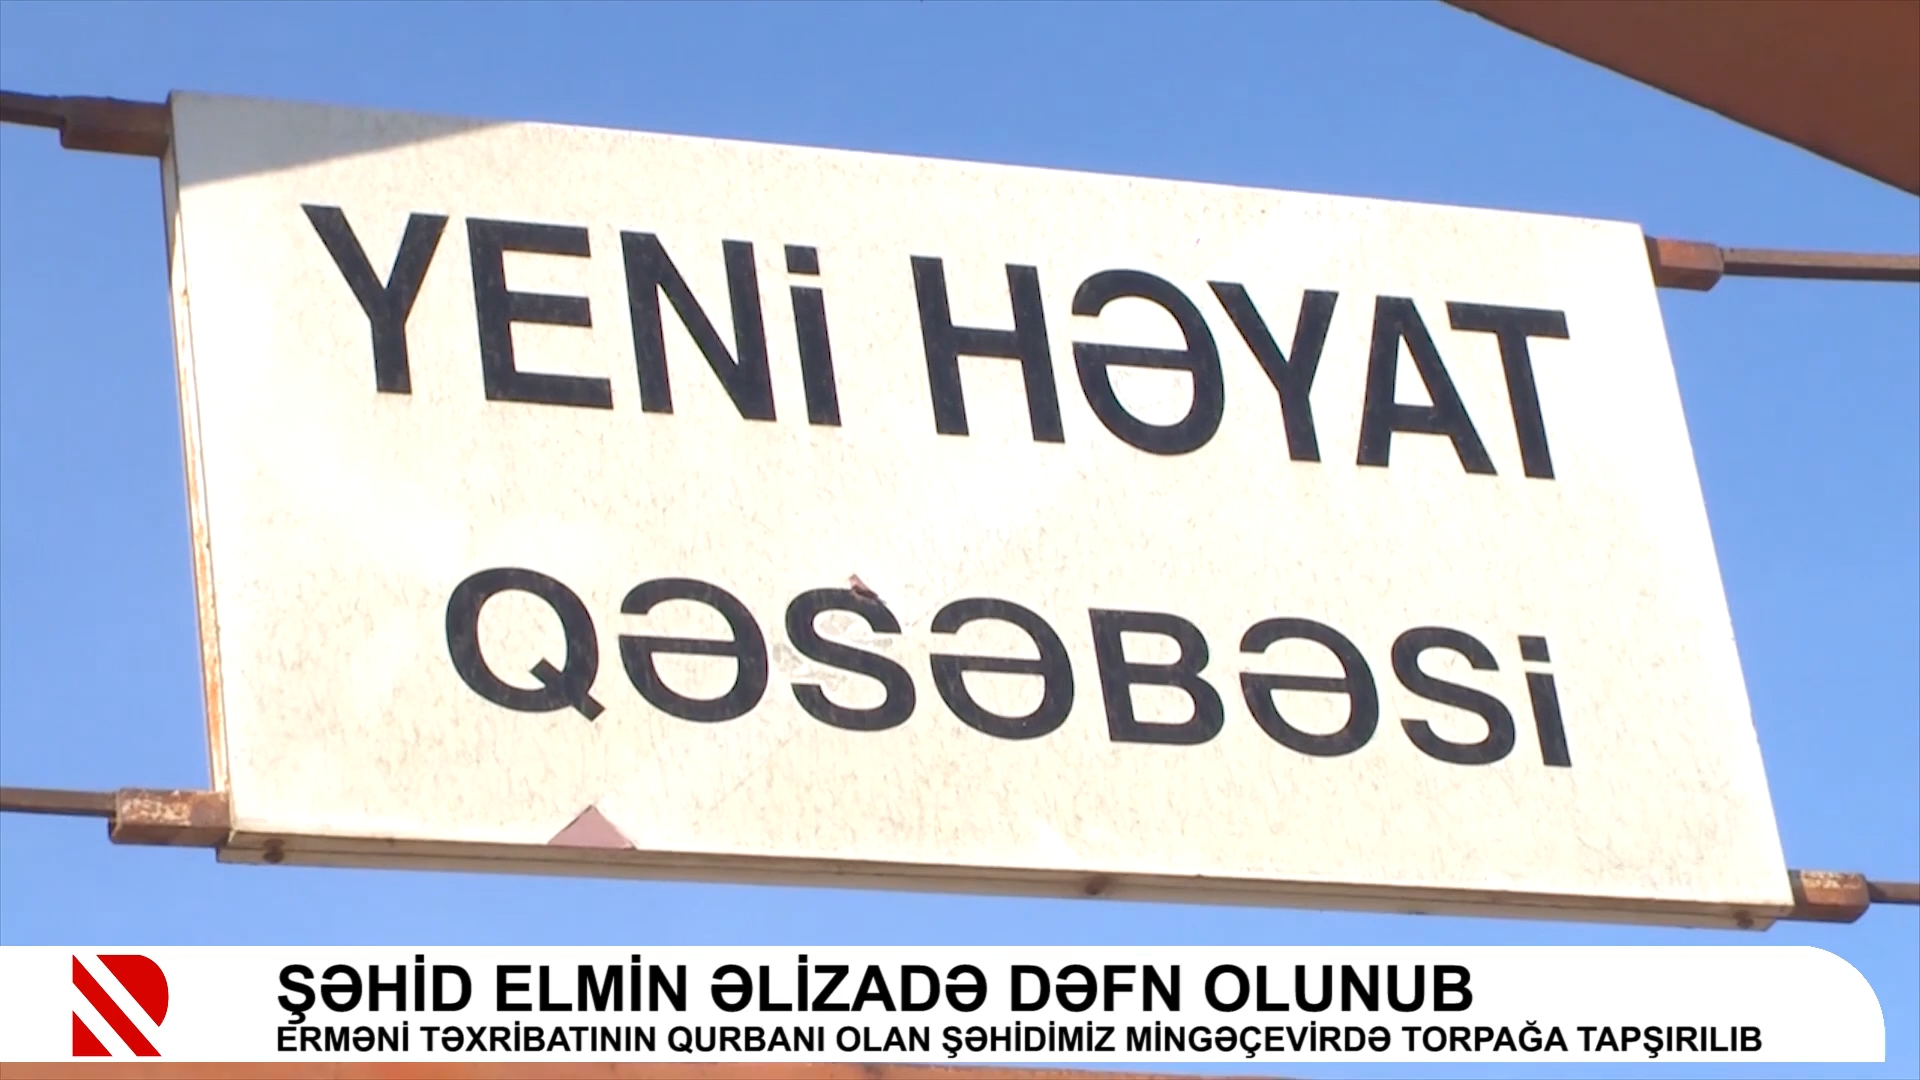 YENİ HƏYAT
QƏSƏBƏSİ
ŞƏHİD ELMİN ƏLİZADƏ DƏFN OLUNUB
ERMƏNİ TƏXRİBATININ QURBANI OLAN ŞƏHİDİMİZ MİNGƏÇEVİRDƏ TORPAĞA TAPŞIRILIB